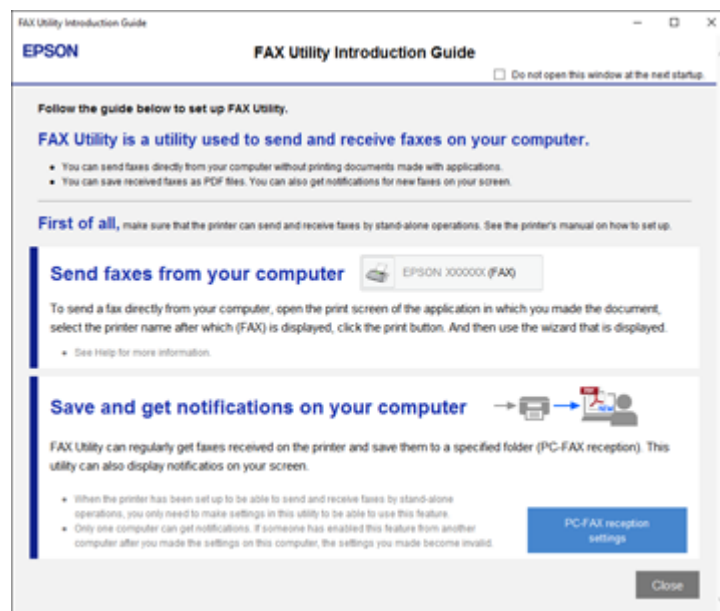 FAX Utility Introduction Guide
EPSON
FAX Utility Introduction Guide
Do not open this window at the next startup.
Follow the guide below to set up FAX Utility.
FAX Utility is a utility used to send and receive faxes on your computer.
• You can send faxes directly from your computer without printing documents made with applications.
• You can save received faxes as PDF files. You can also get notifications for new faxes on your screen.
First of all, make sure that the printer can send and receive faxes by stand-alone operations. See the printer's manual on how to set up.
Send faxes from your computer
EPSON XXXXXX (FAX)
To send a fax directly from your computer, open the print screen of the application in which you made the document,
select the printer name after which (FAX) is displayed, click the print button. And then use the wizard that is displayed.
• See Help for more information.
Save and get notifications on your computer
PDF
NEW
FAX Utility can regularly get faxes received on the printer and save them to a specified folder (PC-FAX reception). This
utility can also display notificatios on your screen.
• When the printer has been set up to be able to send and receive faxes by stand-alone
operations, you only need to make settings in this utility to be able to use this feature.
• Only one computer can get notifications. If someone has enabled this feature from another
computer after you made the settings on this computer, the settings you made become invalid.
PC-FAX reception
settings
Close